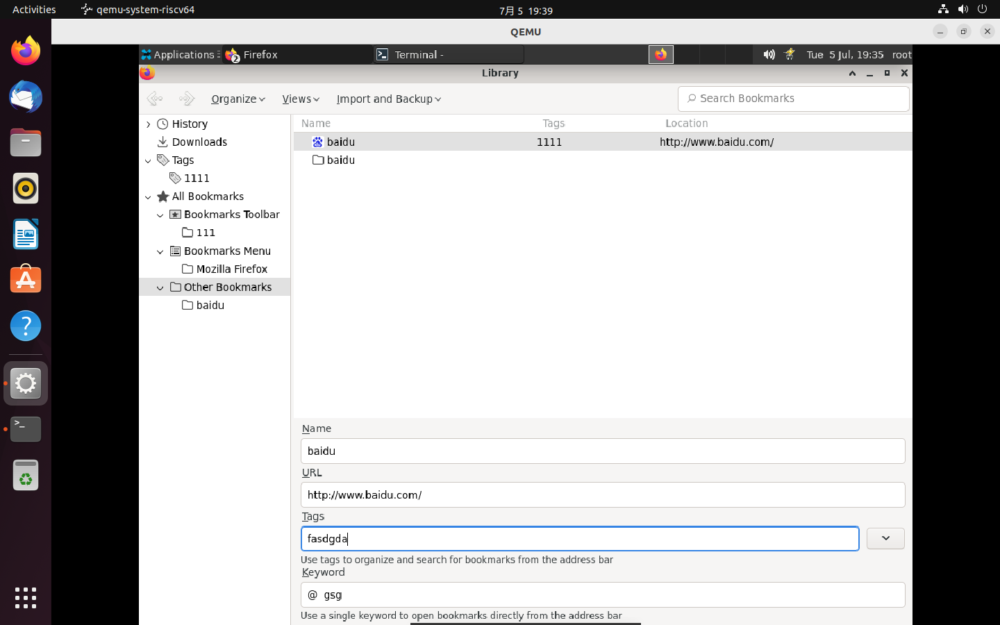 Activities
qemu-system-riscv64
7月 5 19:39
QEMU
Applications
2
Firefox
Terminal -
Tue 5 Jul, 19:35
root
Library
Organize
Views
Import and Backup
Search Bookmarks
History
Downloads
Tags
1111
All Bookmarks
Bookmarks Toolbar
111
Bookmarks Menu
Mozilla Firefox
Other Bookmarks
baidu
Name Tags Location
baidu 1111 http://www.baidu.com/
baidu
Name
baidu
URL
http://www.baidu.com/
Tags
fasdgda
Use tags to organize and search for bookmarks from the address bar
Keyword
@ gsg
Use a single keyword to open bookmarks directly from the address bar